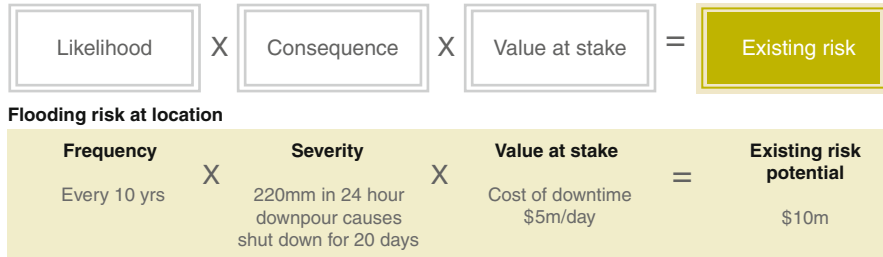 Likelihood X Consequence X Value at stake = Existing risk
Flooding risk at location
Frequency X Severity X Value at stake = Existing risk potential
Every 10 yrs
220mm in 24 hour
downpour causes
shut down for 20 days
Cost of downtime
$5m/day
$10m